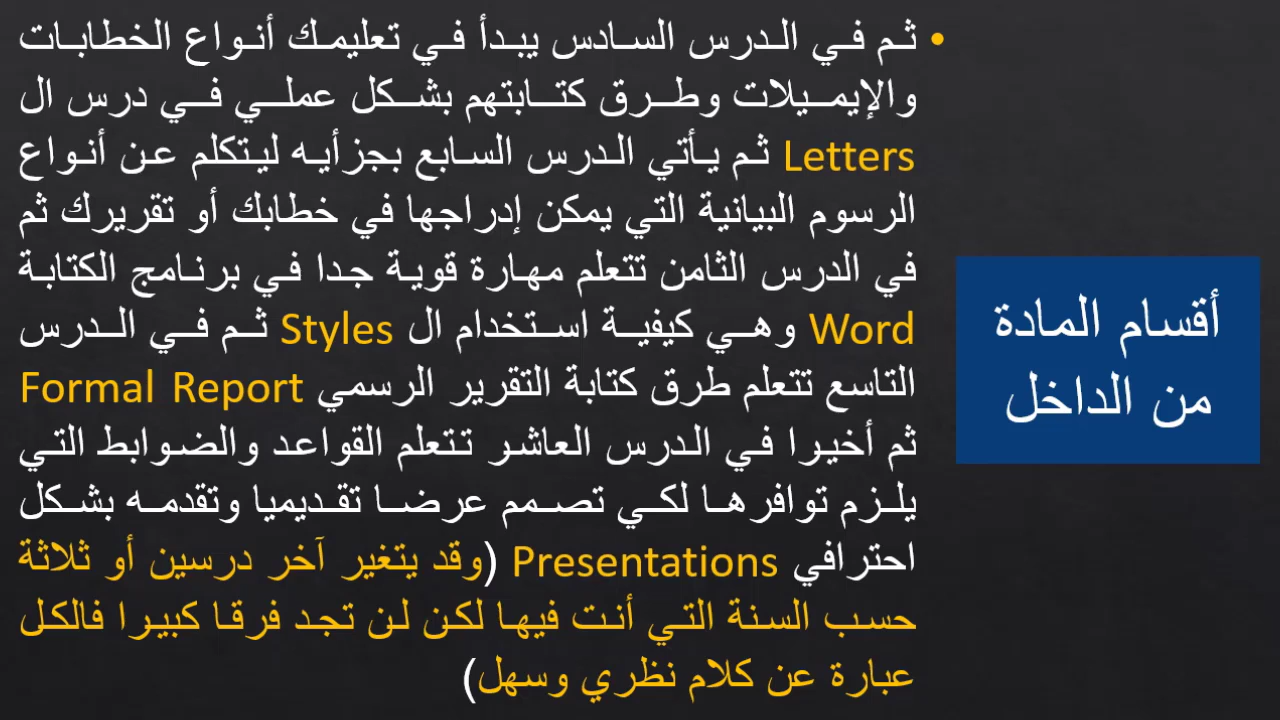 أقسام المادة
من الداخل
• ثم في الدرس السادس يبدأ في تعليمك أنواع الخطابات
والإيميلات وطرق كتابتهم بشكل عملي في درس ال
Letters ثم يأتي الدرس السابع بجزأيه ليتكلم عن أنواع
الرسوم البيانية التي يمكن إدراجها في خطابك أو تقريرك ثم
في الدرس الثامن تتعلم مهارة قوية جدا في برنامج الكتابة
Word وهي كيفية استخدام ال Styles ثم في الدرس
التاسع تتعلم طرق كتابة التقرير الرسمي Formal Report
ثم أخيرا في الدرس العاشر تتعلم القواعد والضوابط التي
يلزم توافرها لكي تصمم عرضا تقديميا وتقدمه بشكل
احترافي Presentations (وقد يتغير آخر درسين أو ثلاثة
حسب السنة التي أنت فيها لكن لن تجد فرقا كبيرا فالكل
عبارة عن كلام نظري وسهل)